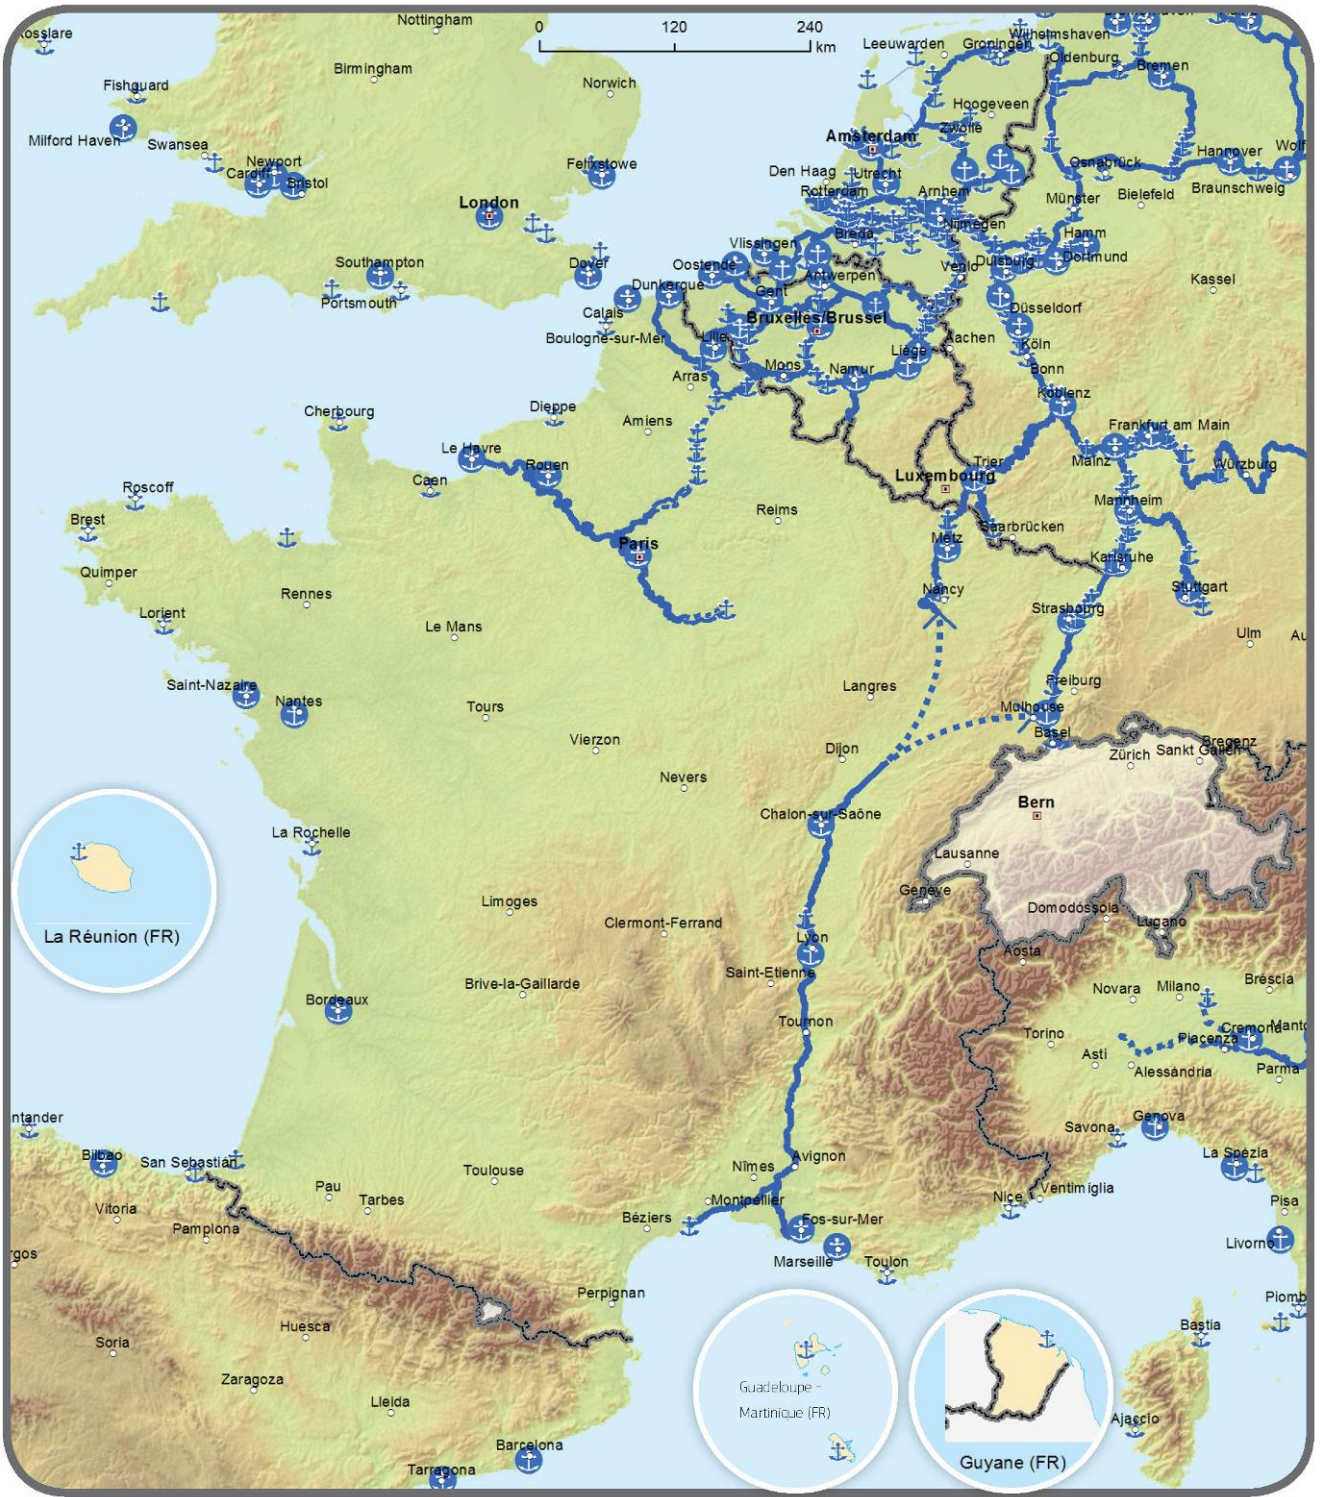 Nottingham
0 120 240
km
Birmingham
Norwich
Fishguard
Milford Haven
Swansea
Newport
Cardiff
Bristol
London
Felixstowe
Southampton
Portsmouth
Dover
Leeuwarden
Groningen
Wilhelmshaven
Oldenburg
Bremen
Hoogeveen
Zwolle
Amsterdam
Den Haag
Utrecht
Rotterdam
Arnhem
Nijmegen
Breda
Osnabrück
Hannover
Braunschweig
Bielefeld
Münster
Hamm
Dortmund
Duisburg
Venlo
Kassel
Düsseldorf
Köln
Bonn
Aachen
Koblenz
Vlissingen
Oostende
Dunkerque
Calais
Boulogne-sur-Mer
Antwerpen
Gent
Bruxelles/Brussel
Lille
Arras
Mons
Namur
Liège
Amiens
Dieppe
Cherbourg
Le Havre
Rouen
Caen
Reims
Luxembourg
Trier
Saarbrücken
Metz
Nancy
Frankfurt am Main
Mainz
Würzburg
Mannheim
Karlsruhe
Stuttgart
Strasbourg
Ulm
Freiburg
Mulhouse
Basel
Roscoff
Brest
Quimper
Lorient
Rennes
Le Mans
Paris
Saint-Nazaire
Nantes
Tours
Vierzon
Nevers
Langres
Dijon
Chalon-sur-Saône
Zürich
Sankt Gallen
Bregenz
Bern
Lausanne
Genève
Domodossola
Lugano
Aosta
La Rochelle
Limoges
Clermont-Ferrand
Lyon
Saint-Etienne
Brive-la-Gaillarde
Bordeaux
Tournon
Novara
Milano
Brescia
Torino
Asti
Alessandria
Piacenza
Cremona
Parma
Savona
Genova
La Spezia
Pisa
Livorno
Bilbao
San Sebastián
Vitoria
Pamplona
Pau
Tarbes
Toulouse
Avignon
Nîmes
Montpellier
Béziers
Fos-sur-Mer
Marseille
Toulon
Nice
Ventimiglia
Perpignan
Bastia
Ajaccio
Soria
Huesca
Zaragoza
Lleida
Barcelona
Tarragona
La Réunion (FR)
Guadeloupe -
Martinique (FR)
Guyane (FR)